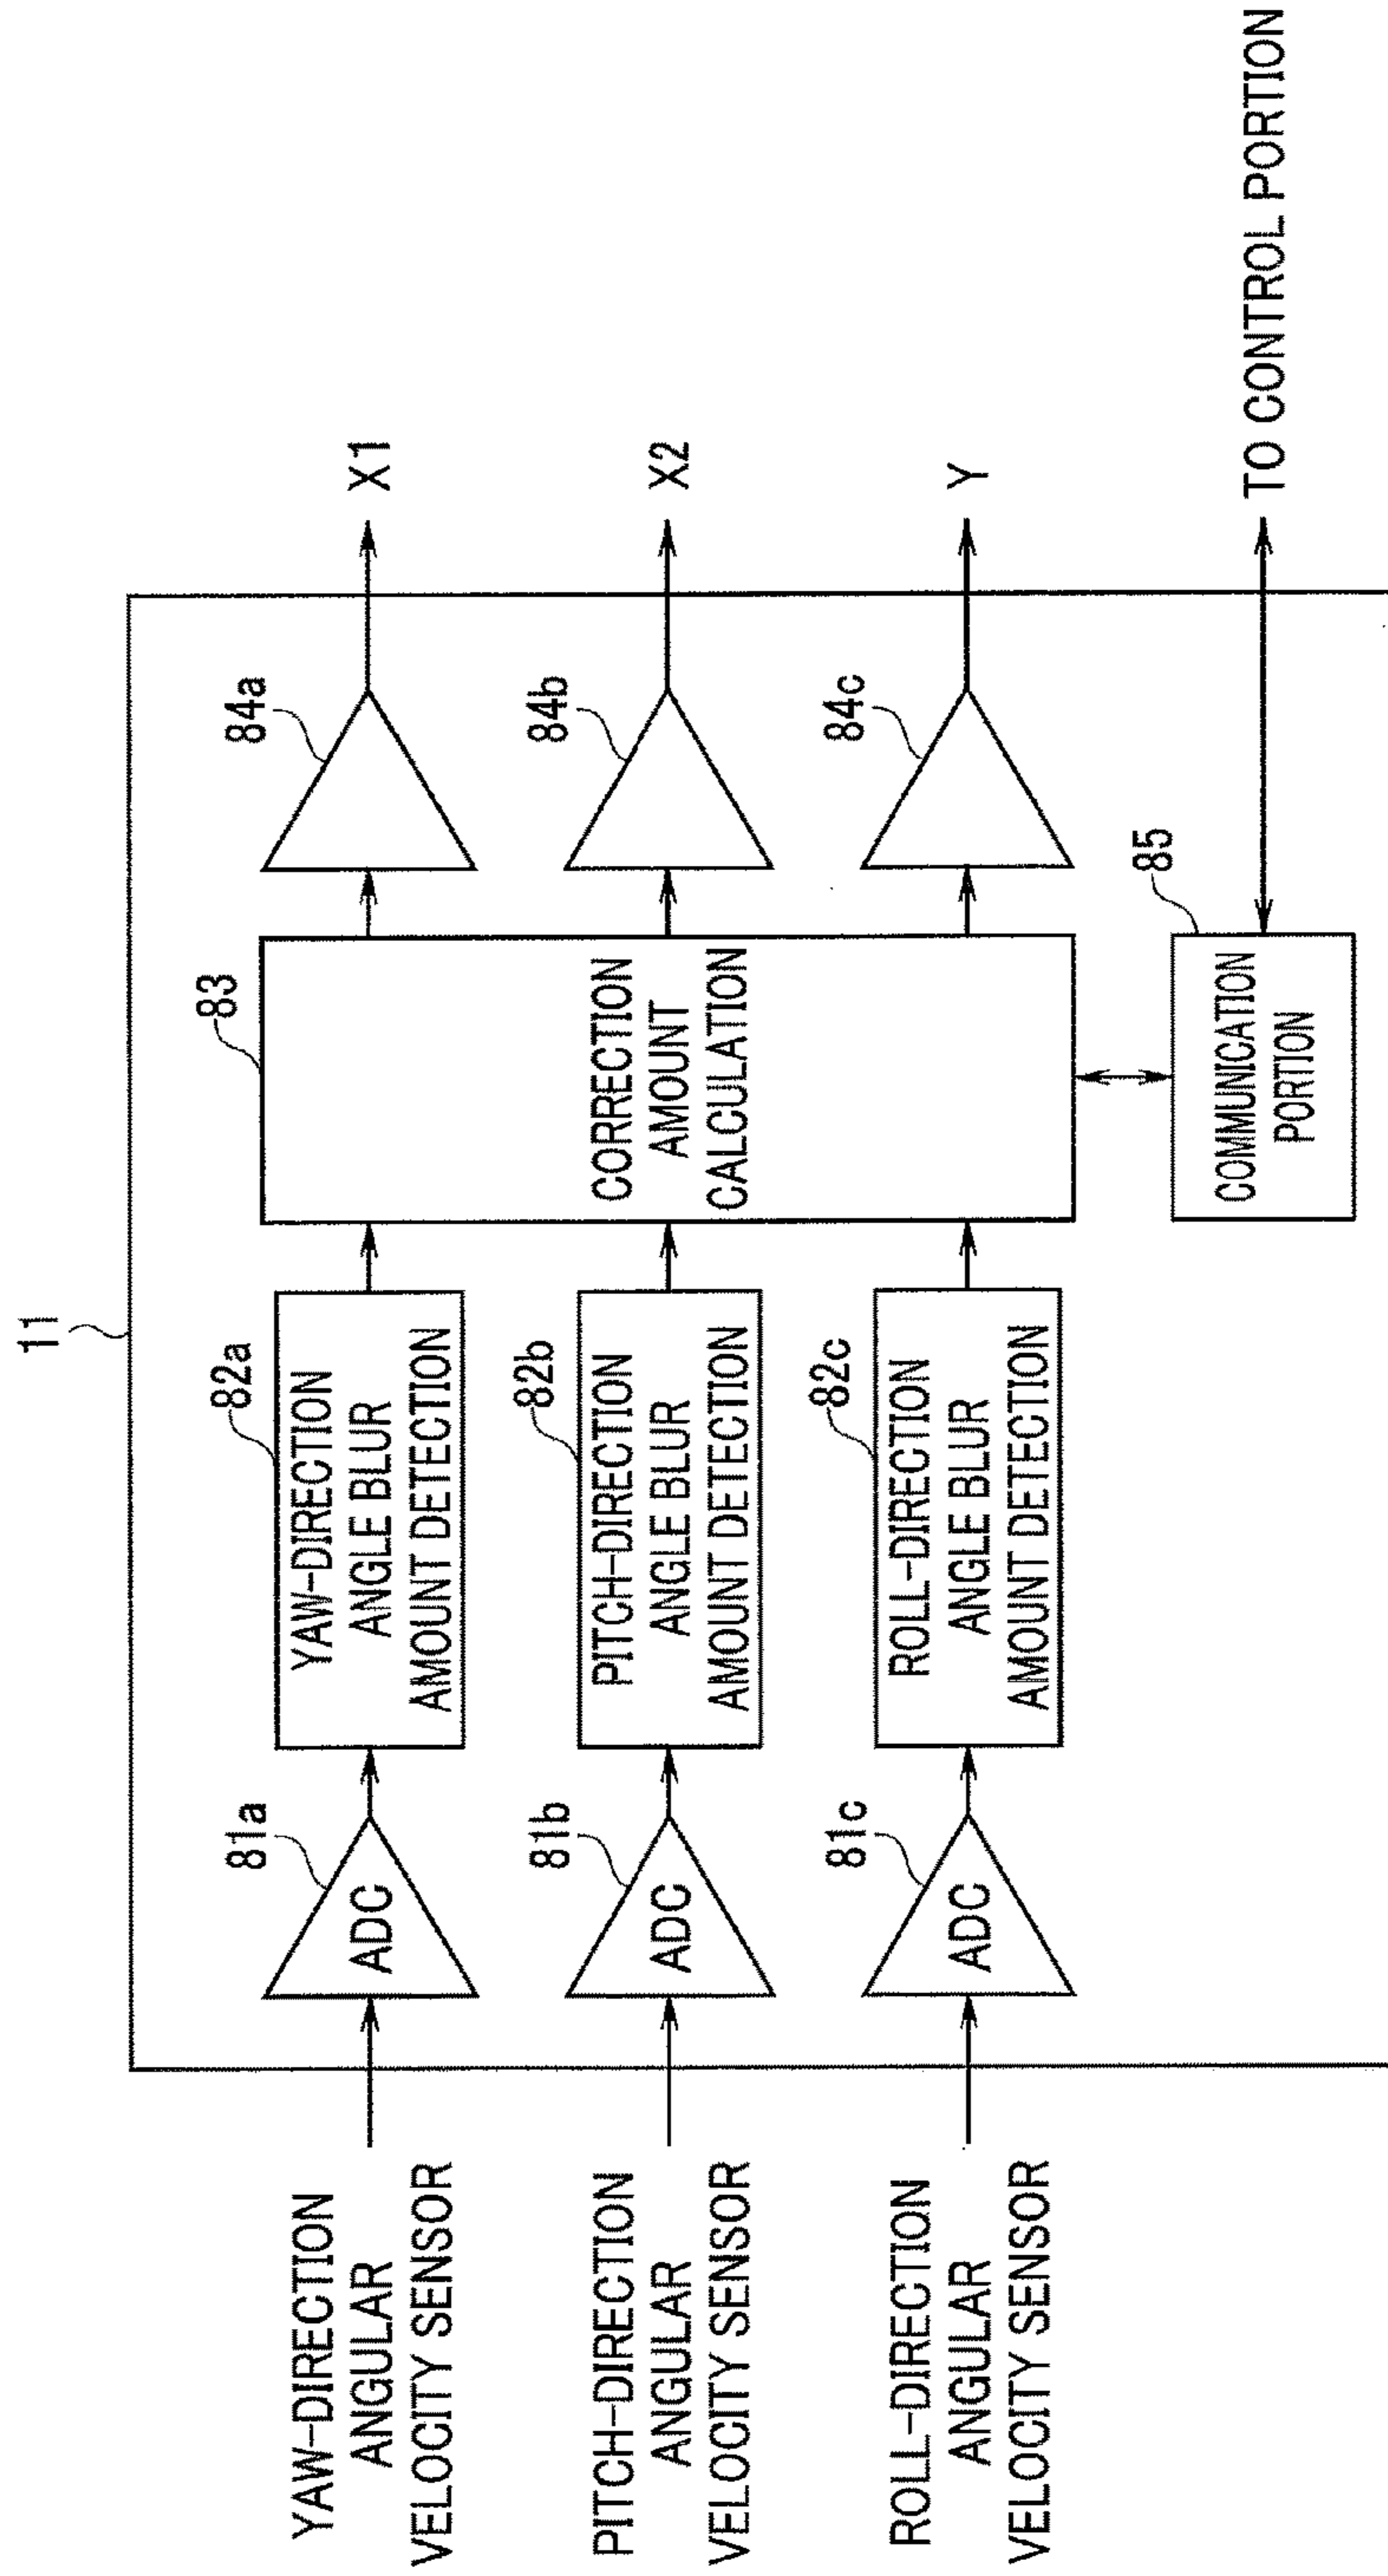 11
YAW-DIRECTION
ANGULAR
VELOCITY SENSOR
81a
ADC
82a
YAW-DIRECTION
ANGLE BLUR
AMOUNT DETECTION
83
CORRECTION
AMOUNT
CALCULATION
84a
X1
PITCH-DIRECTION
ANGULAR
VELOCITY SENSOR
81b
ADC
82b
PITCH-DIRECTION
ANGLE BLUR
AMOUNT DETECTION
84b
X2
ROLL-DIRECTION
ANGULAR
VELOCITY SENSOR
81c
ADC
82c
ROLL-DIRECTION
ANGLE BLUR
AMOUNT DETECTION
84c
Y
85
COMMUNICATION
PORTION
TO CONTROL PORTION